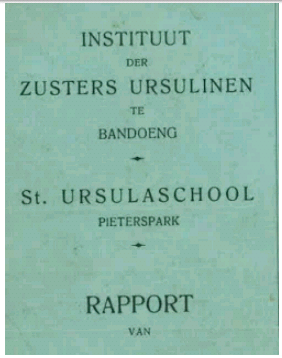 INSTITUUT
DER
ZUSTERS URSULINEN
TE
BANDOENG
St. URSULASCHOOL
PIETERSPARK
RAPPORT
VAN